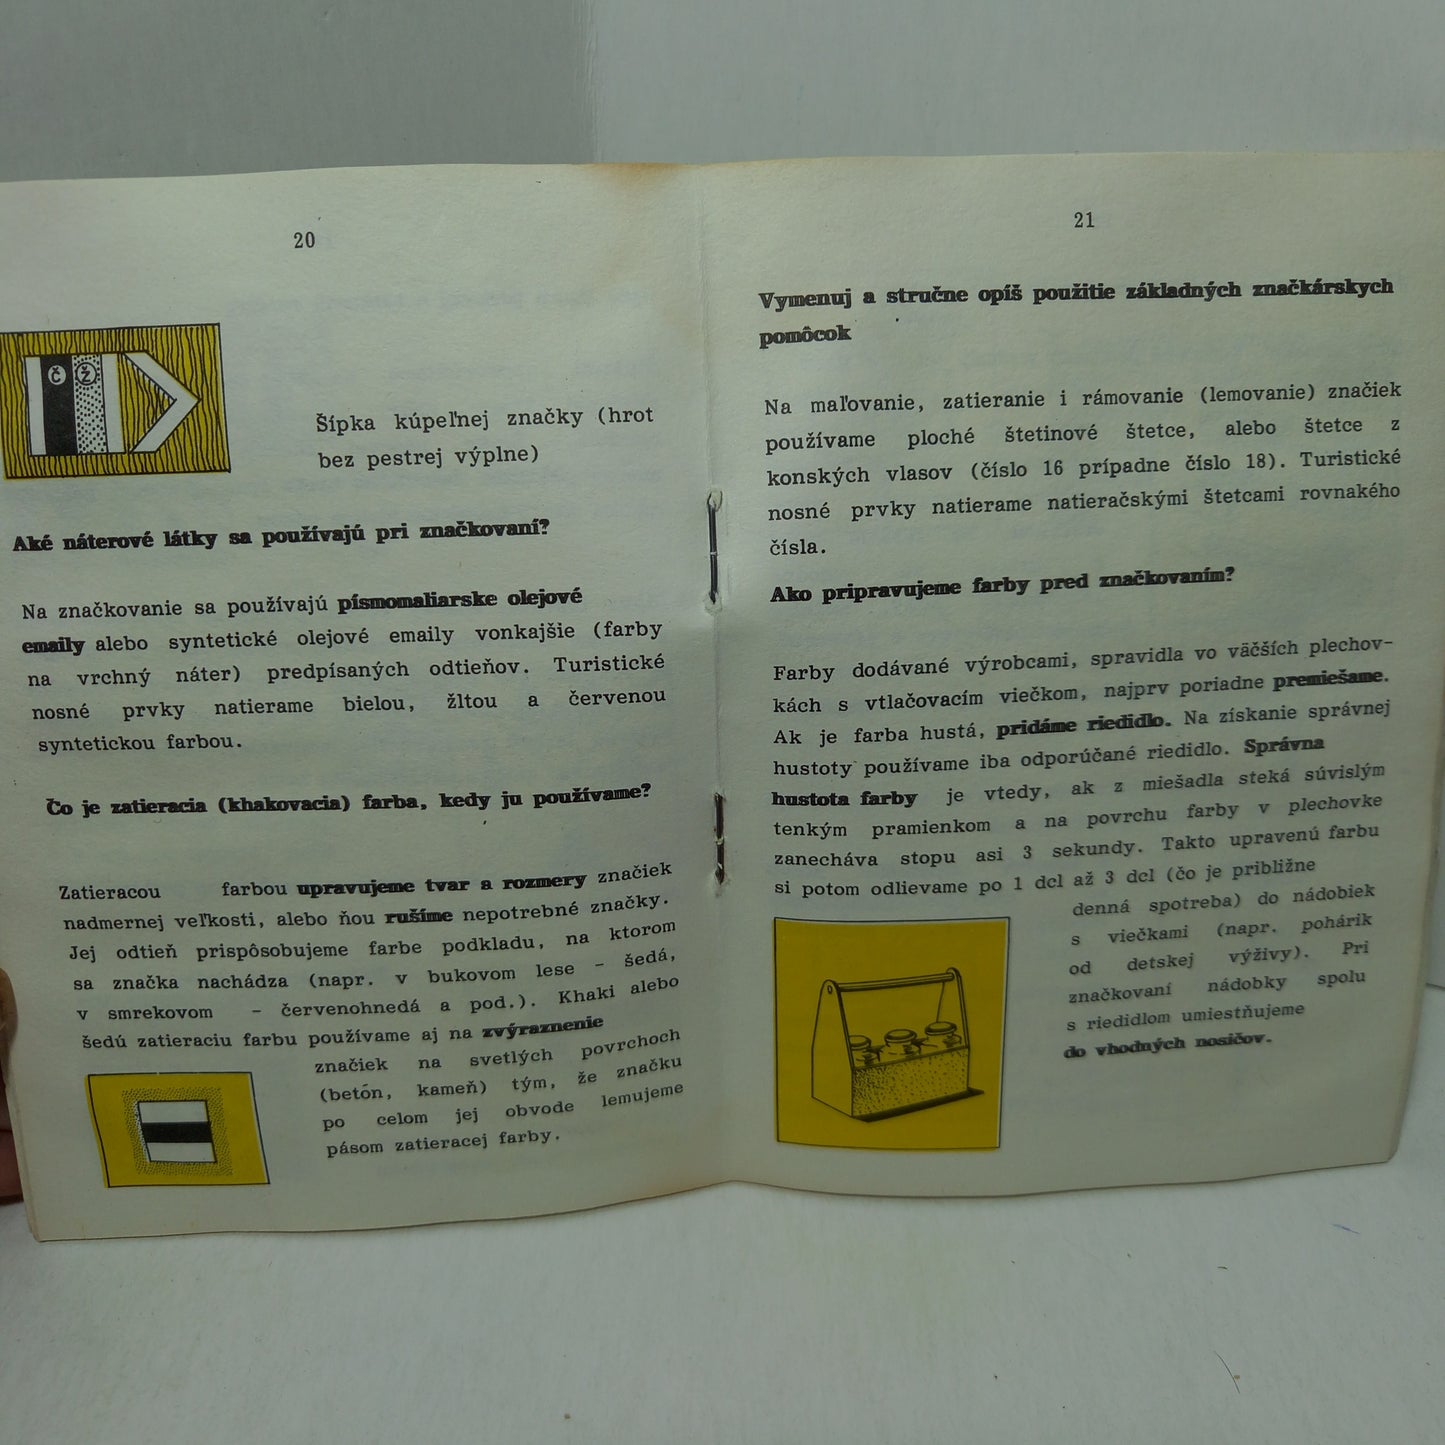 20
Č Ž
Šípka kúpeľnej značky (hrot
bez pestrej výplne)
Aké náterové látky sa používajú pri značkovaní?
Na značkovanie sa používajú písmomaliarske olejové
emaily alebo syntetické olejové emaily vonkajšie (farby
na vrchný náter) predpísaných odtieňov. Turistické
nosné prvky natierame bielou, žltou a červenou
syntetickou farbou.
Čo je zatieracia (khakovacia) farba, kedy ju používame?
Zatieracou farbou upravujeme tvar a rozmery značiek
nadmernej veľkosti, alebo ňou rušíme nepotrebné značky.
Jej odtieň prispôsobujeme farbe podkladu, na ktorom
sa značka nachádza (napr. v bukovom lese - šedá,
v smrekovom - červenohnedá a pod.). Khaki alebo
šedú zatieraciu farbu používame aj na zvýraznenie
značiek na svetlých povrchoch
(betón, kameň) tým, že značku
po celom jej obvode lemujeme
pásom zatieracej farby.
21
Vymenuj a stručne opíš použitie základných značkárskych
pomôcok
Na maľovanie, zatieranie i rámovanie (lemovanie) značiek
používame ploché štetinové štetce, alebo štetce z
konských vlasov (číslo 16 prípadne číslo 18). Turistické
nosné prvky natierame natieračskými štetcami rovnakého
čísla.
Ako pripravujeme farby pred značkovaním?
Farby dodávané výrobcami, spravidla vo väčších plechov-
kách s vtlačovacím viečkom, najprv poriadne premiešame.
Ak je farba hustá, pridáme riedidlo. Na získanie správnej
hustoty používame iba odporúčané riedidlo. Správna
hustota farby je vtedy, ak z miešadla steká súvislým
tenkým pramienkom a na povrchu farby v plechovke
zanecháva stopu asi 3 sekundy. Takto upravenú farbu
si potom odlievame po 1 dcl až 3 dcl (čo je približne
denná spotreba) do nádobiek
s viečkami (napr. pohárik
od detskej výživy). Pri
značkovaní nádobky spolu
s riedidlom umiestňujeme
do vhodných nosičov.